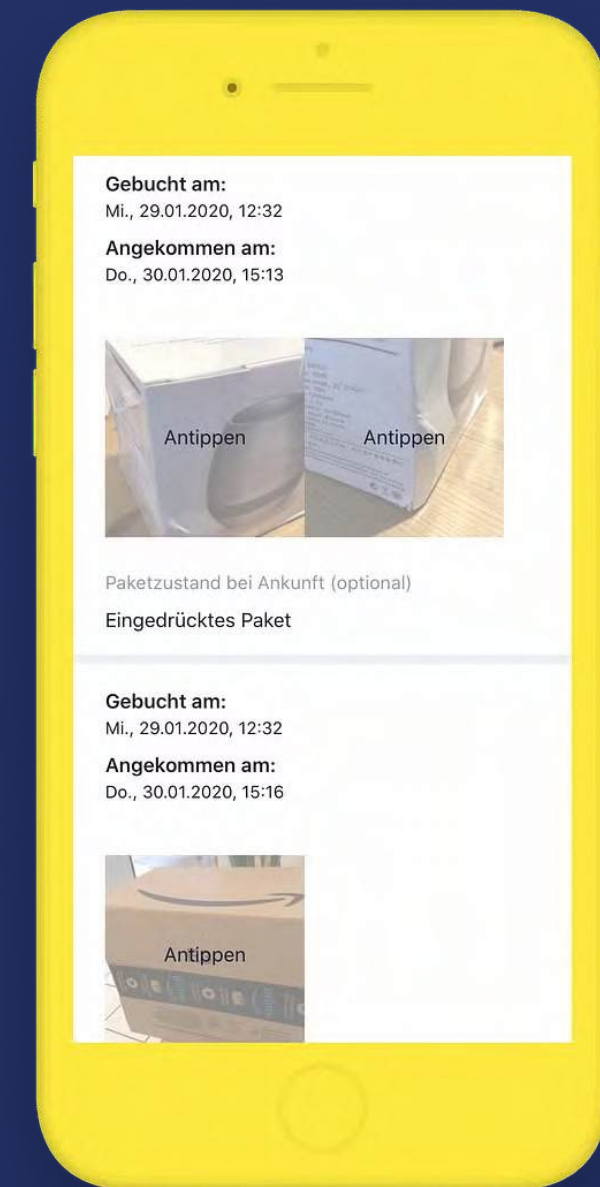 Gebucht am:
Mi., 29.01.2020, 12:32
Angekommen am:
Do., 30.01.2020, 15:13
Antippen
Antippen
Paketzustand bei Ankunft (optional)
Eingedrücktes Paket
Gebucht am:
Mi., 29.01.2020, 12:32
Angekommen am:
Do., 30.01.2020, 15:16
Antippen